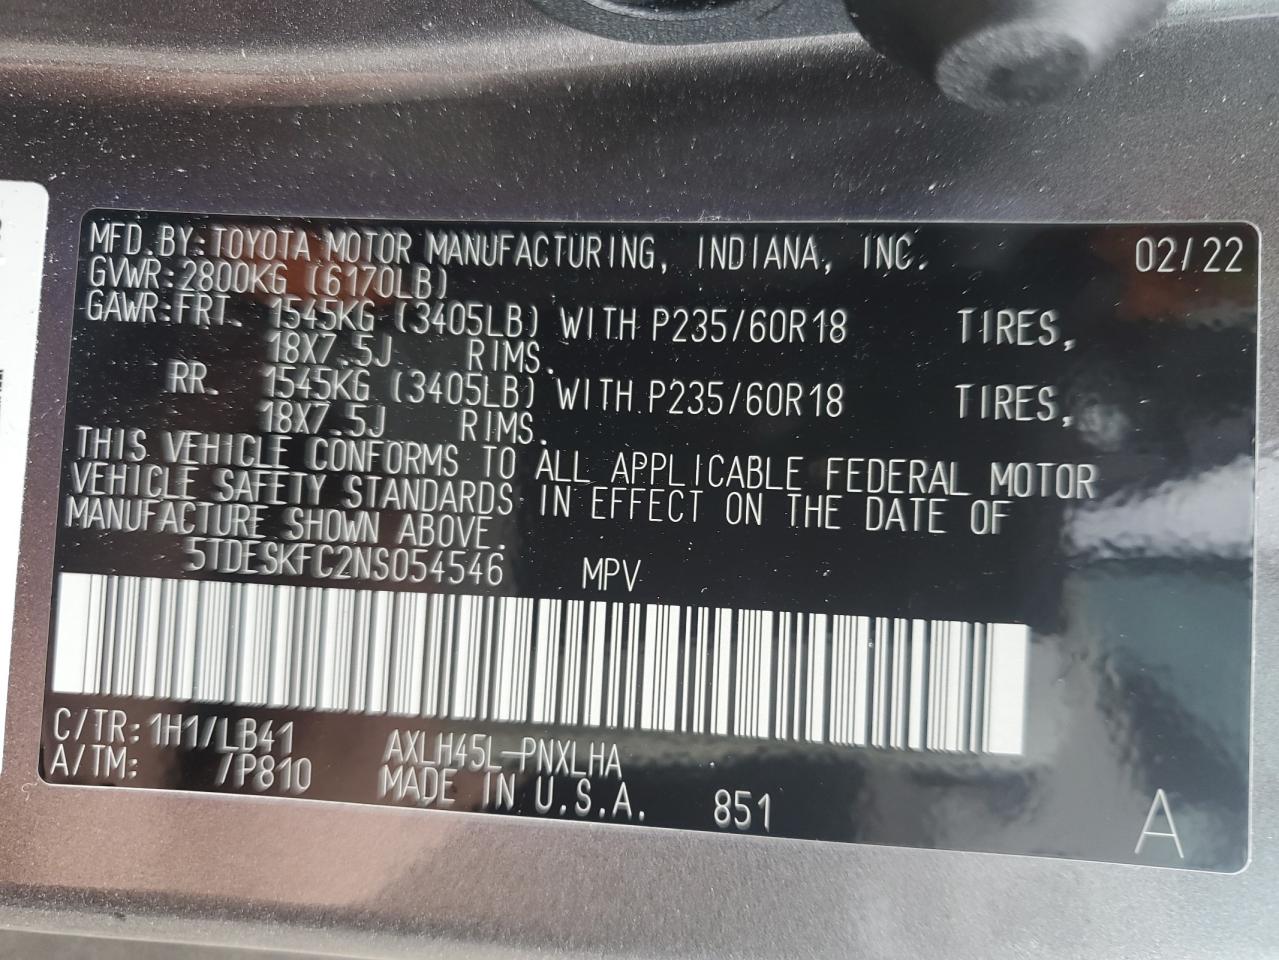 MFD.BY:TOYOTA MOTOR MANUFACTURING, INDIANA, INC. 02/22
GVWR:2800KG (6170LB)
GAWR:FRT. 1545KG (3405LB) WITH P235/60R18 TIRES,
18X7.5J RIMS.
RR. 1545KG (3405LB) WITH P235/60R18 TIRES,
18X7.5J RIMS.
THIS VEHICLE CONFORMS TO ALL APPLICABLE FEDERAL MOTOR
VEHICLE SAFETY STANDARDS IN EFFECT ON THE DATE OF
MANUFACTURE SHOWN ABOVE.
5TDESKFC2NS054546 MPV
C/TR:1H1/LB41 AXLH45L-PNXLHA
A/TM: /P810 MADE IN U.S.A. 851 A